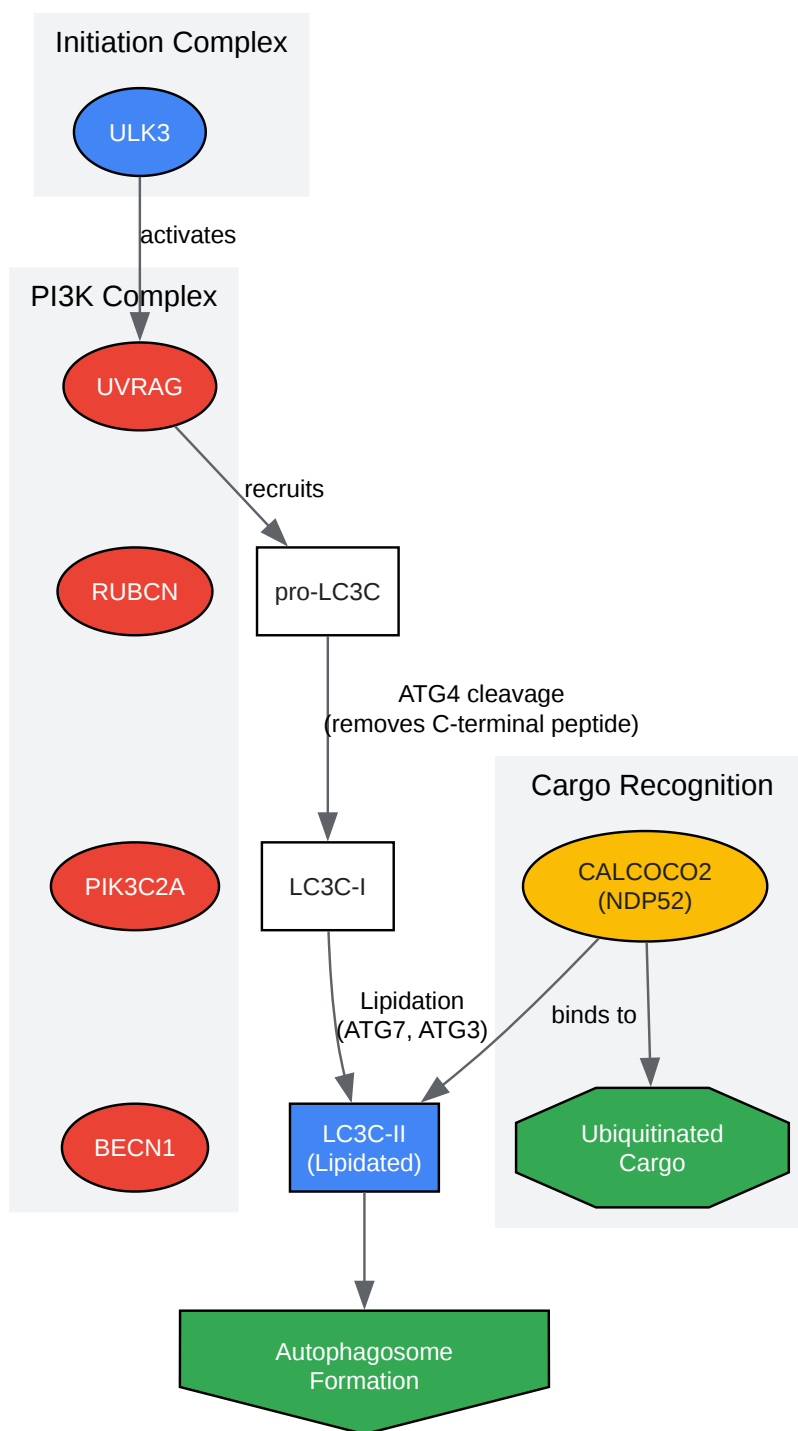 Initiation Complex
ULK3
activates
PI3K Complex
UVRAG
recruits
RUBCN
pro-LC3C
ATG4 cleavage
(removes C-terminal peptide)
Cargo Recognition
PIK3C2A
LC3C-I
CALCOCO2
(NDP52)
Lipidation
(ATG7, ATG3)
binds to
BECN1
LC3C-II
(Lipidated)
Ubiquitinated
Cargo
Autophagosome
Formation